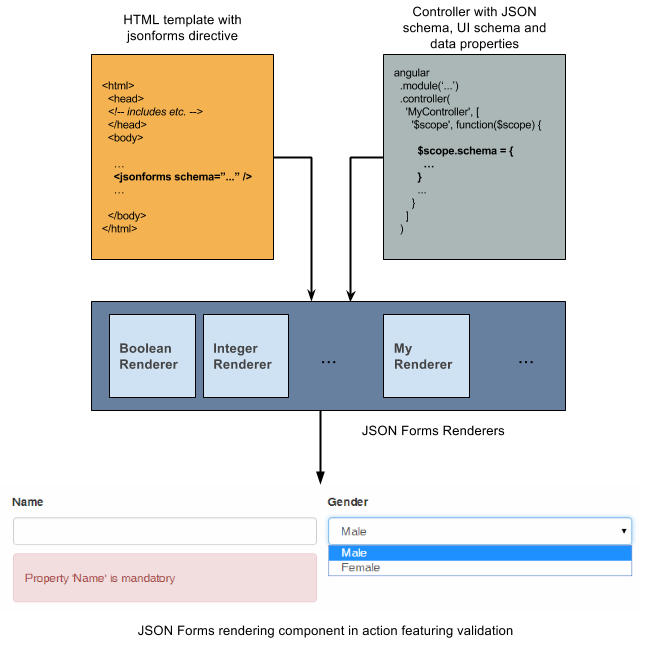 HTML template with
jsonforms directive
<html>
<head>
<!-- includes etc. -->
</head>
<body>
...
<jsonforms schema="..." />
...
</body>
</html>
Controller with JSON
schema, UI schema and
data properties
angular
.module('...')
.controller(
'MyController', [
'$scope', function($scope) {
$scope.schema = {
...
}
...
}
]
)
Boolean
Renderer
Integer
Renderer
...
My
Renderer
...
JSON Forms Renderers
Name
Property 'Name' is mandatory
Gender
Male
Male
Female
JSON Forms rendering component in action featuring validation